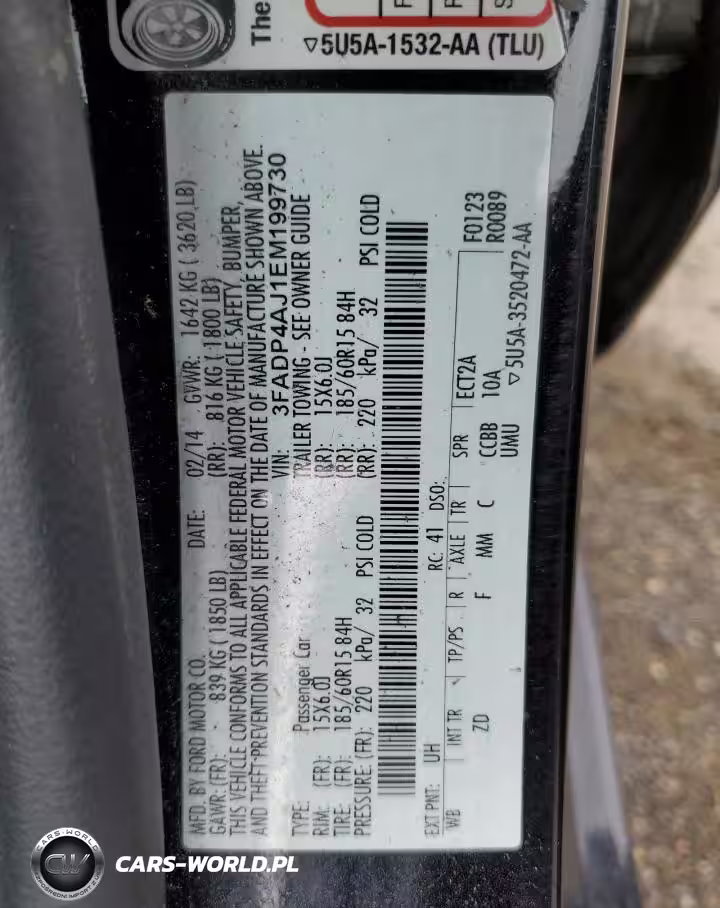 The
▽5U5A-1532-AA (TLU)
MFD. BY FORD MOTOR CO. DATE: 02/14 GVWR: 1642 KG ( 3620 LB)
GAWR: (FR): 839 KG ( 1850 LB) (RR): 816 KG ( 1800 LB)
THIS VEHICLE CONFORMS TO ALL APPLICABLE FEDERAL MOTOR VEHICLE SAFETY, BUMPER,
AND THEFT-PREVENTION STANDARDS IN EFFECT ON THE DATE OF MANUFACTURE SHOWN ABOVE.
VIN: 3FADP4AJ1EM199730
TYPE: Passenger Car TRAILER TOWING - SEE OWNER GUIDE
RIM: (FR): 15X6.0J (RR): 15X6.0J
TIRE: (FR): 185/60R15 84H (RR): 185/60R15 84H
PRESSURE: (FR): 220 kPa/ 32 PSI COLD (RR): 220 kPa/ 32 PSI COLD
EXT PNT: UH RC: 41 DSO: F0123
WB INT TR TP/PS R AXLE TR SPR ECT2A R0089
ZD F MM C CCBB 10A
UMU ▽5U5A-3520472-AA
CARS-WORLD
CW
CARS-WORLD.PL